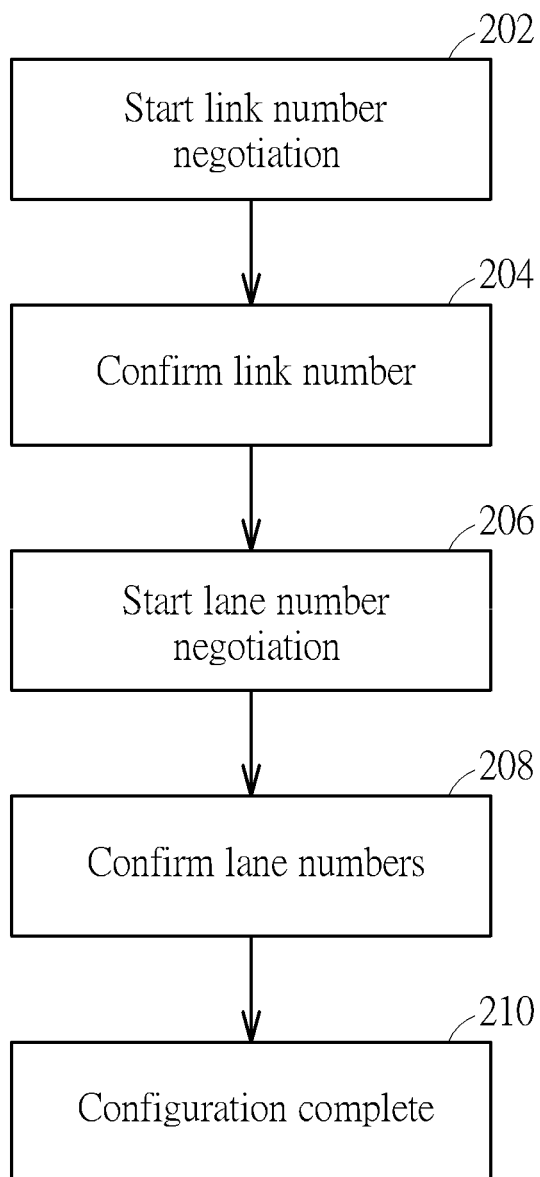 202
Start link number
negotiation
204
Confirm link number
206
Start lane number
negotiation
208
Confirm lane numbers
210
Configuration complete